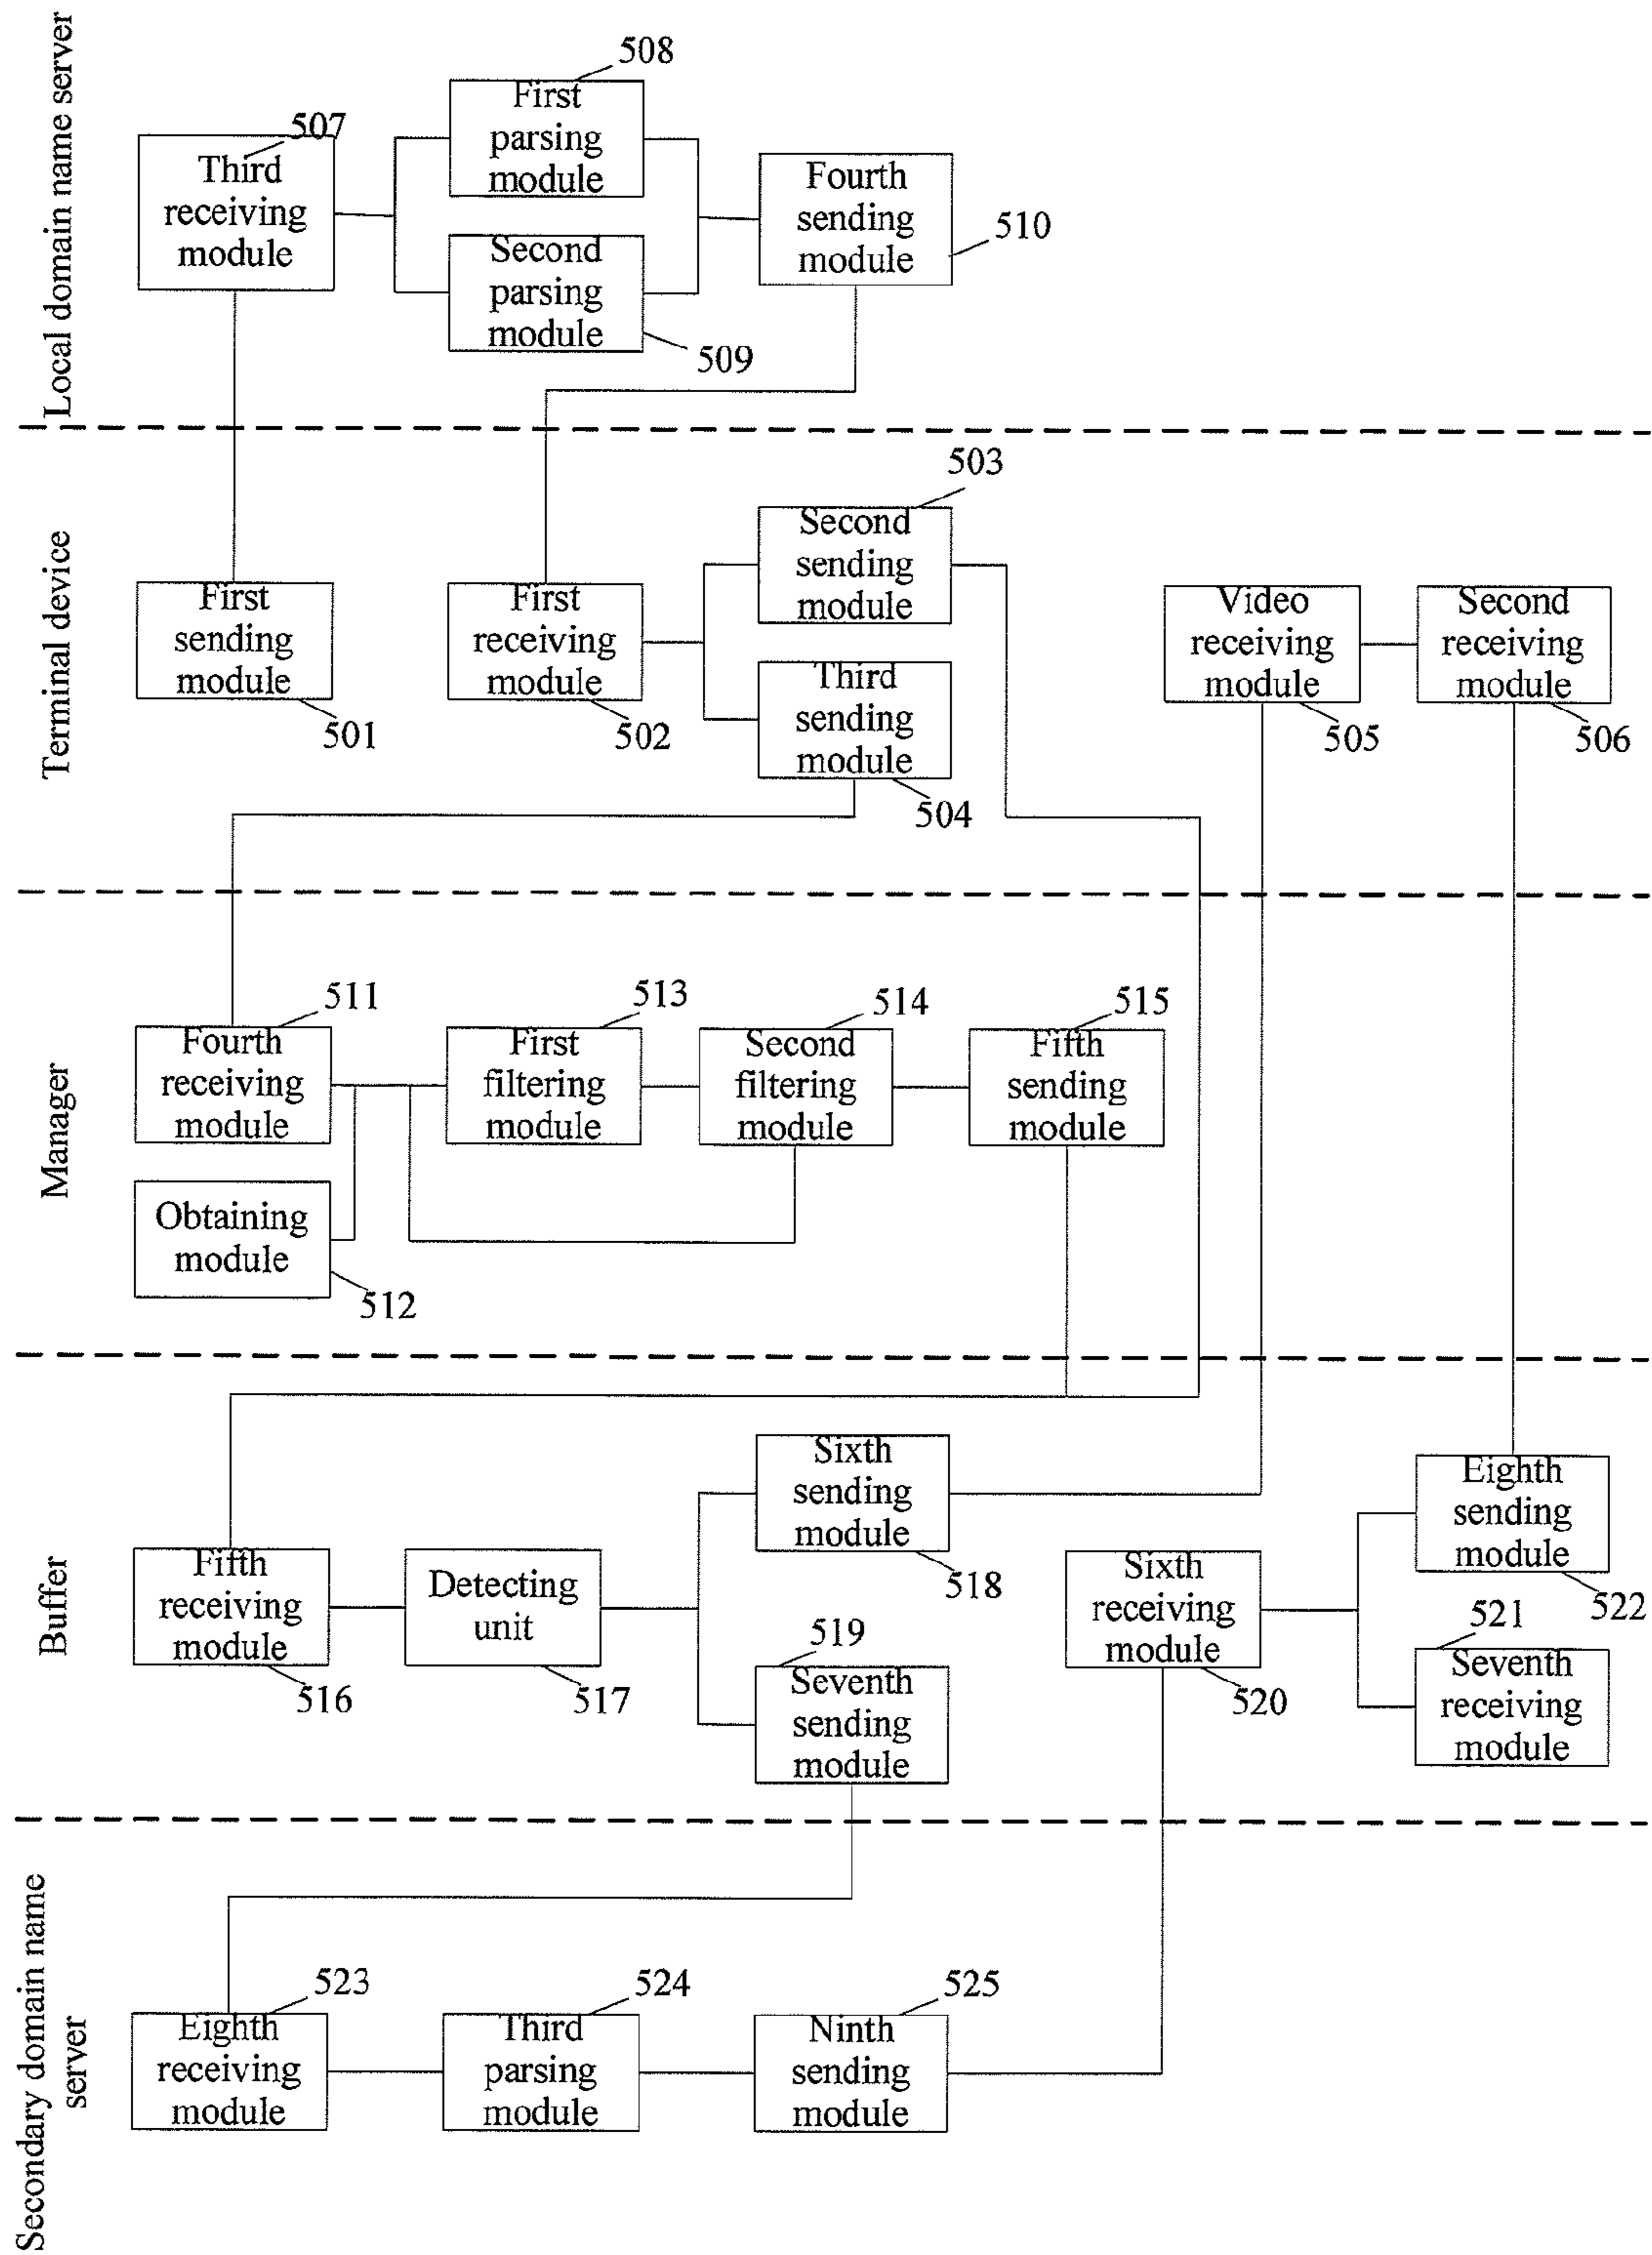 Local domain name server
508
First
parsing
module
507
Third
receiving
module
Fourth
sending
module
510
Second
parsing
module
509
Terminal device
503
Second
sending
module
First
sending
module
501
First
receiving
module
502
Third
sending
module
504
Video
receiving
module
505
Second
receiving
module
506
Manager
511
Fourth
receiving
module
513
First
filtering
module
514
Second
filtering
module
515
Fifth
sending
module
Obtaining
module
512
Buffer
Fifth
receiving
module
516
Detecting
unit
517
Sixth
sending
module
518
519
Seventh
sending
module
Sixth
receiving
module
520
Eighth
sending
module
522
521
Seventh
receiving
module
Secondary domain name
server
523
Eighth
receiving
module
524
Third
parsing
module
525
Ninth
sending
module